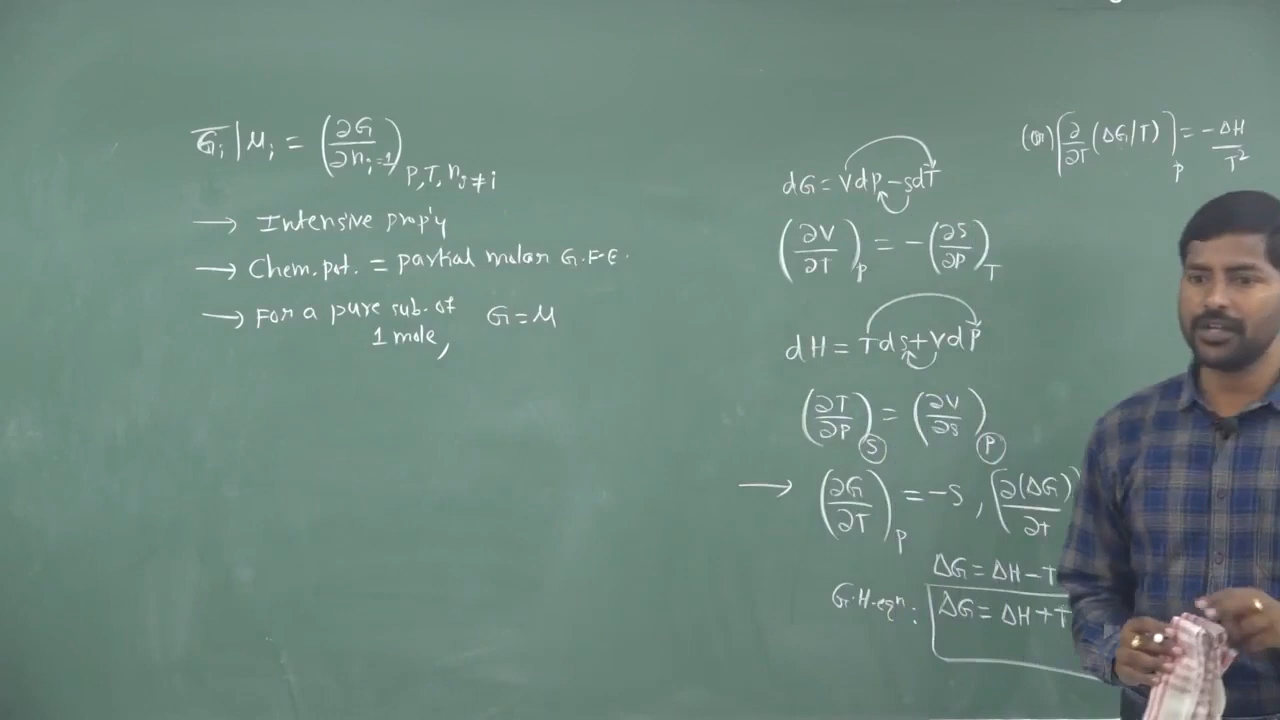 G̅ᵢ | μᵢ = (∂G/∂nᵢ₌₁)P,T,nⱼ≠i
→ Intensive prop'y
→ Chem.pot. = partial molar G.F.E.
→ For a pure sub. of 1 mole, G = μ
dG = Vdp - sdT
(∂V/∂T)p = -(∂S/∂P)T
dH = Tds + Vdp
(∂T/∂P)S = (∂V/∂S)P
→ (∂G/∂T)p = -S, [∂(ΔG)/∂T
ΔG = ΔH - T
G.H.eqⁿ: ΔG = ΔH + T
(or) [∂/∂T (ΔG/T)]p = -ΔH/T²